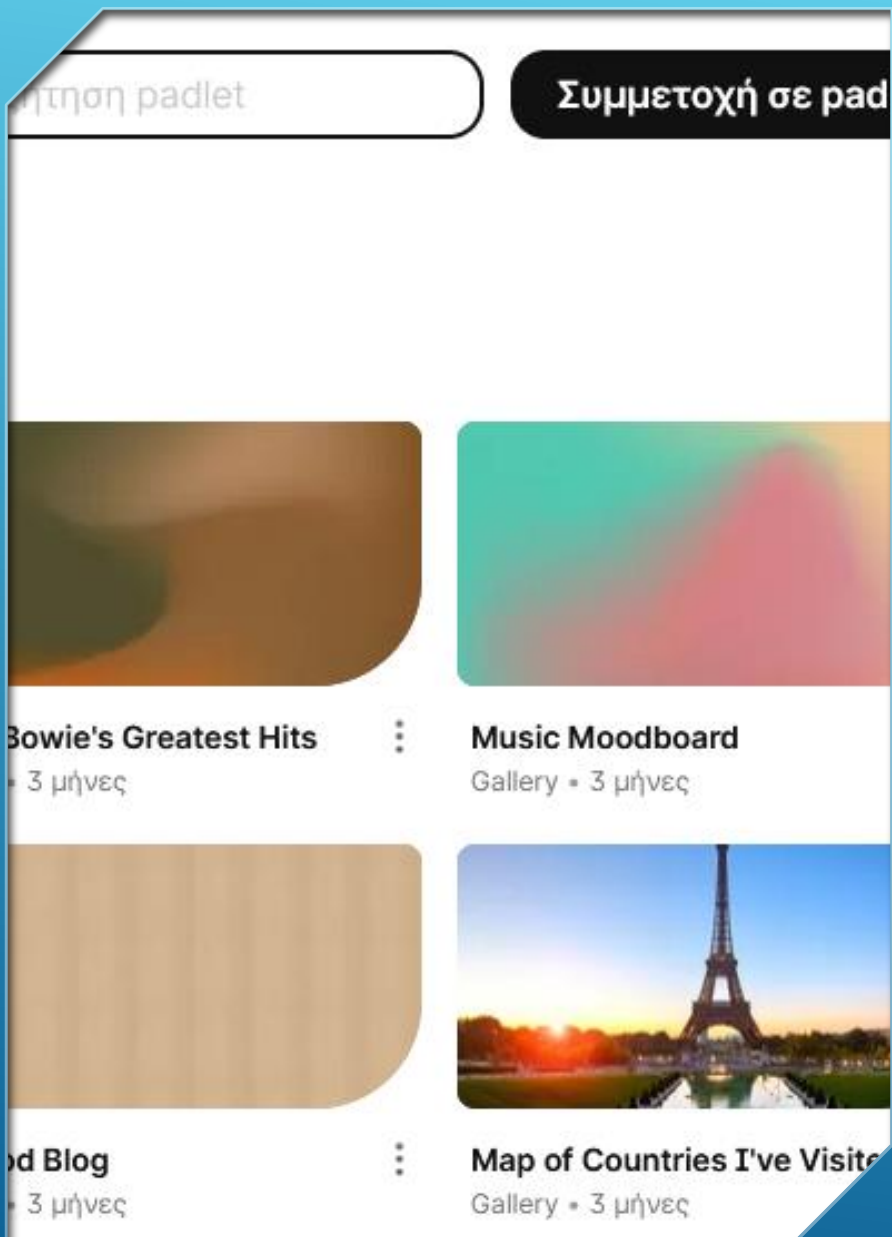 ήτηση padlet
Συμμετοχή σε pad
Bowie's Greatest Hits
• 3 μήνες
Music Moodboard
Gallery • 3 μήνες
od Blog
• 3 μήνες
Map of Countries I've Visite
Gallery • 3 μήνες